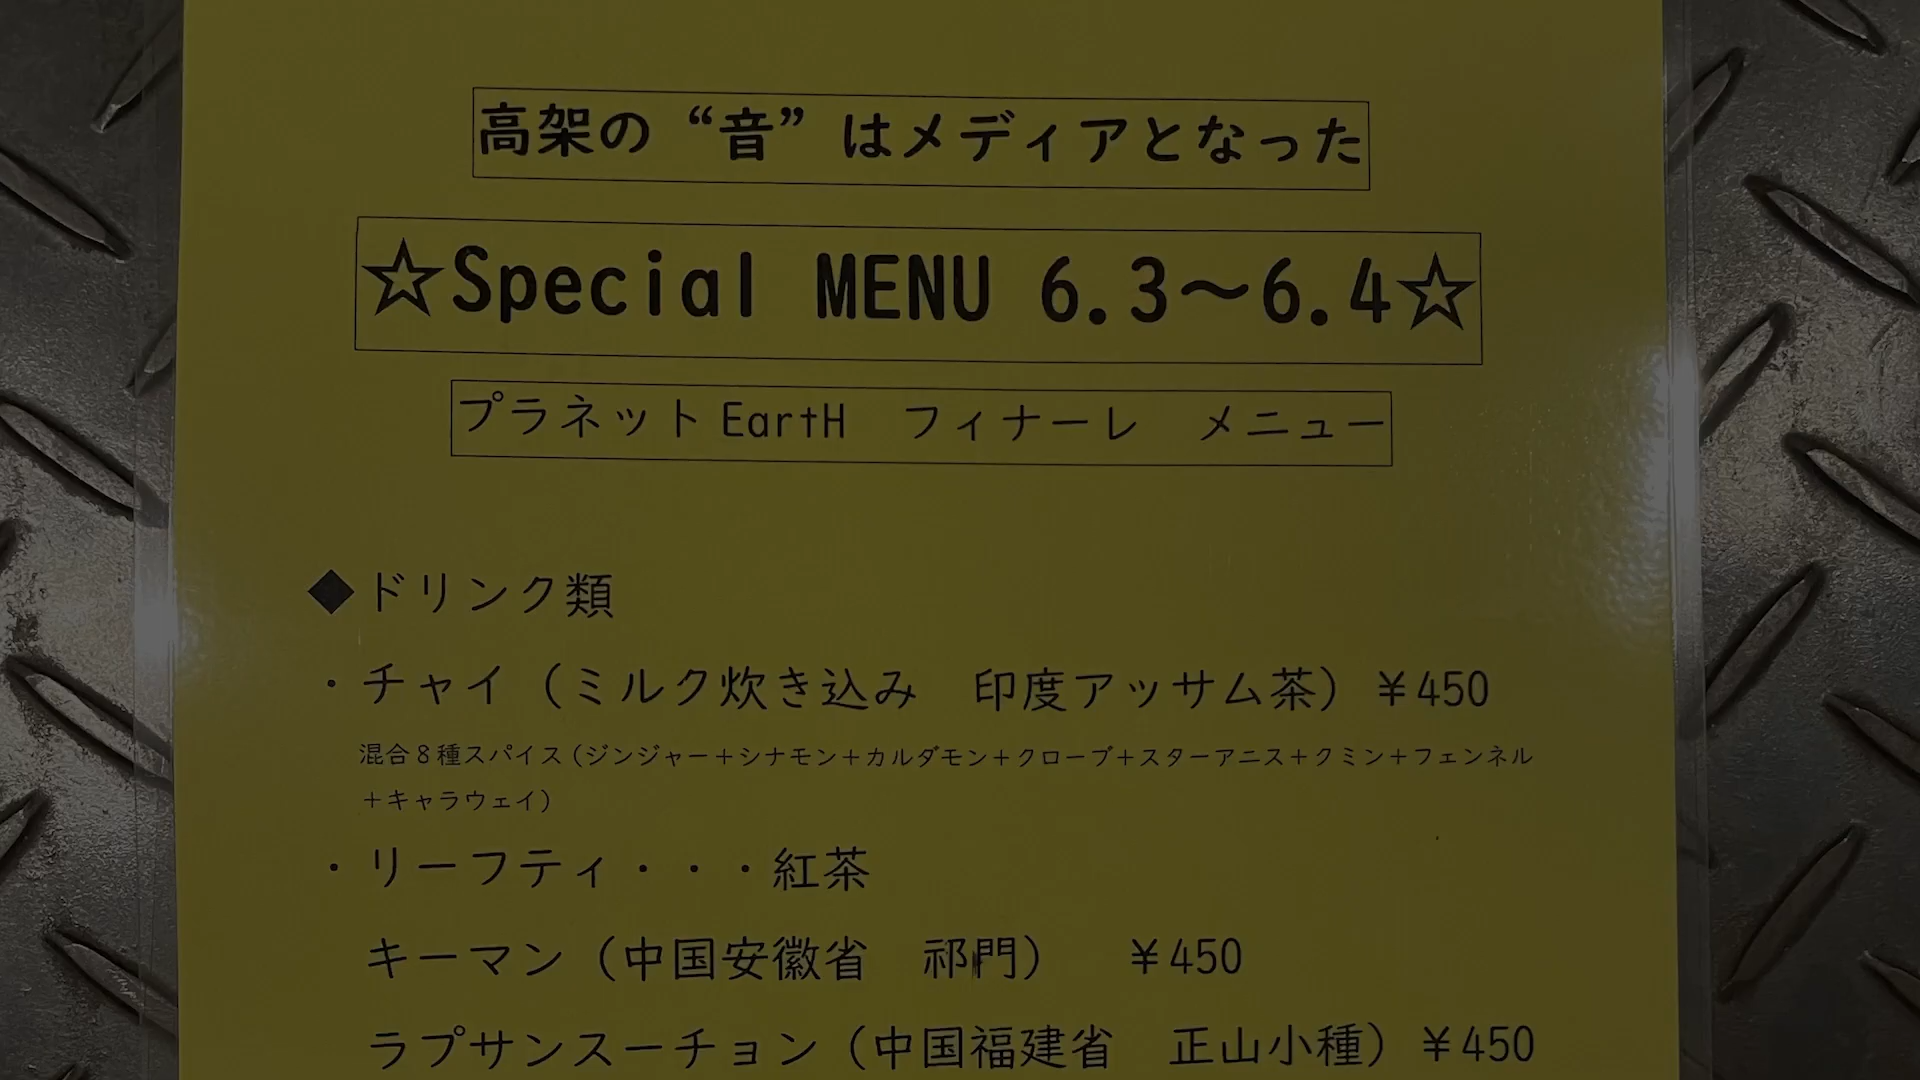 高架の“音”はメディアとなった
☆Special MENU 6.3～6.4☆
プラネットEartH　フィナーレ　メニュー
◆ドリンク類
・チャイ（ミルク炊き込み　印度アッサム茶）￥450
混合８種スパイス（ジンジャー＋シナモン＋カルダモン＋クローブ＋スターアニス＋クミン＋フェンネル
＋キャラウェイ）
・リーフティ・・・紅茶
キーマン（中国安徽省　祁門）　￥450
ラプサンスーチョン（中国福建省　正山小種）￥450